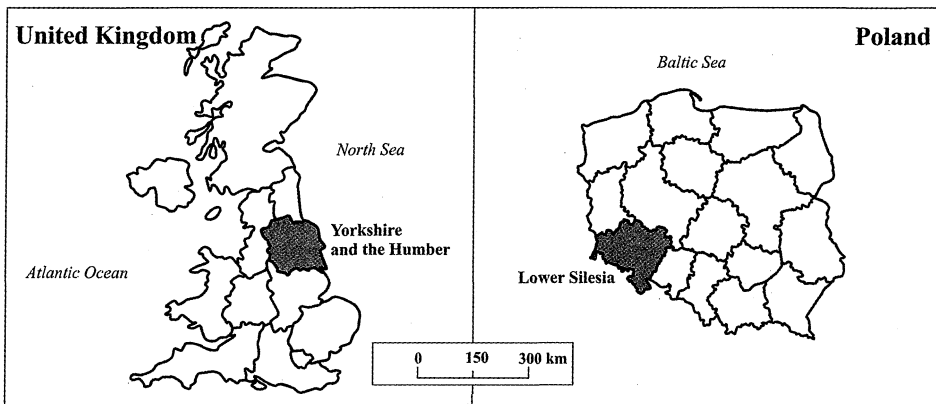 United Kingdom
Poland
Baltic Sea
North Sea
Yorkshire
and the Humber
Atlantic Ocean
Lower Silesia
0 150 300 km